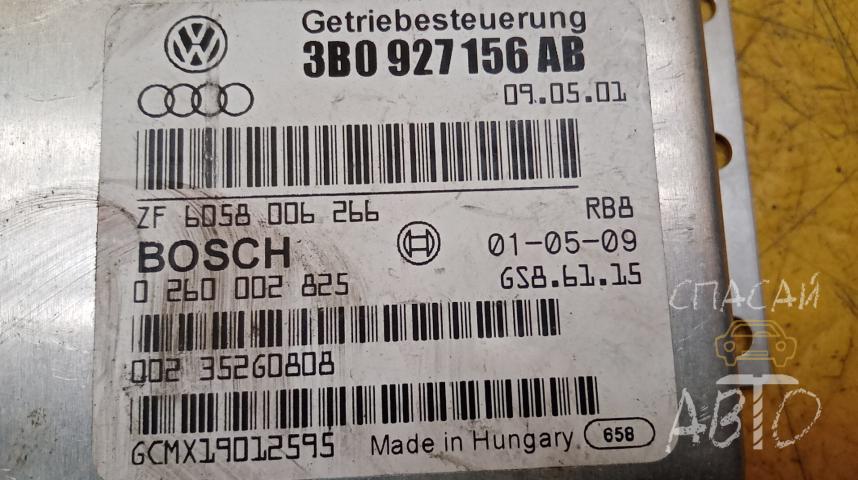 Getriebesteuerung
3B0 927 156 AB
09.05.01
ZF 6058 006 266
RB8
BOSCH
01-05-09
0 260 002 825
GS8.61.15
002 352G0808
GCMX19012595
Made in Hungary
658
СПАСАЙ
АВТО